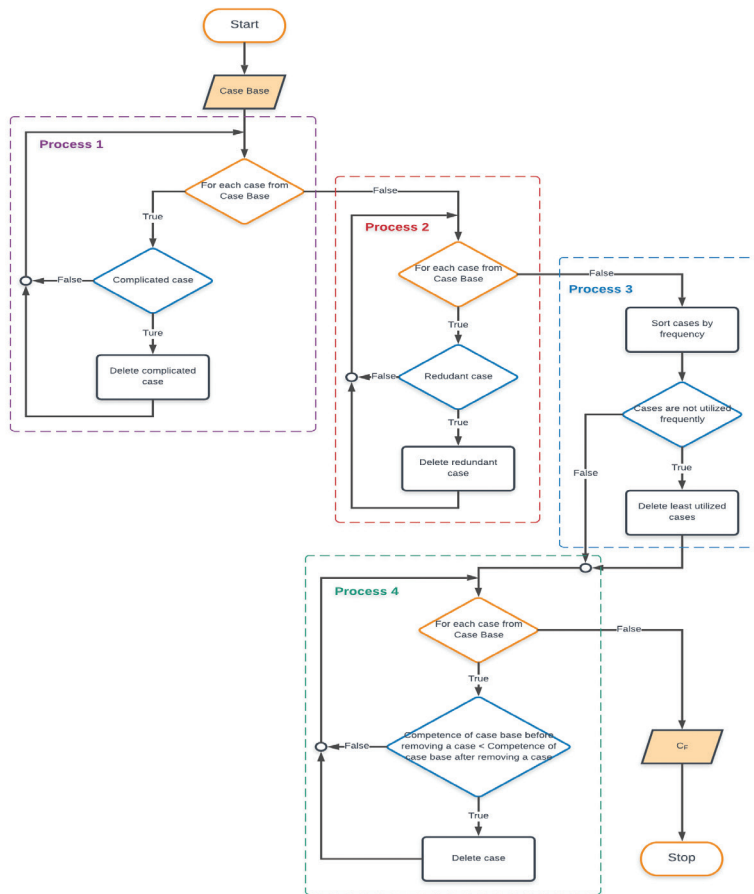 Start
Case Base
Process 1
For each case from
Case Base
False
True
Complicated case
False
Ture
Delete complicated
case
Process 2
For each case from
Case Base
False
True
Redudant case
False
True
Delete redundant
case
Process 3
Sort cases by
frequency
Cases are not utilized
frequently
False
True
Delete least utilized
cases
Process 4
For each case from
Case Base
False
True
Competence of case base before
removing a case < Competence of
case base after removing a case
False
True
Delete case
CF
Stop